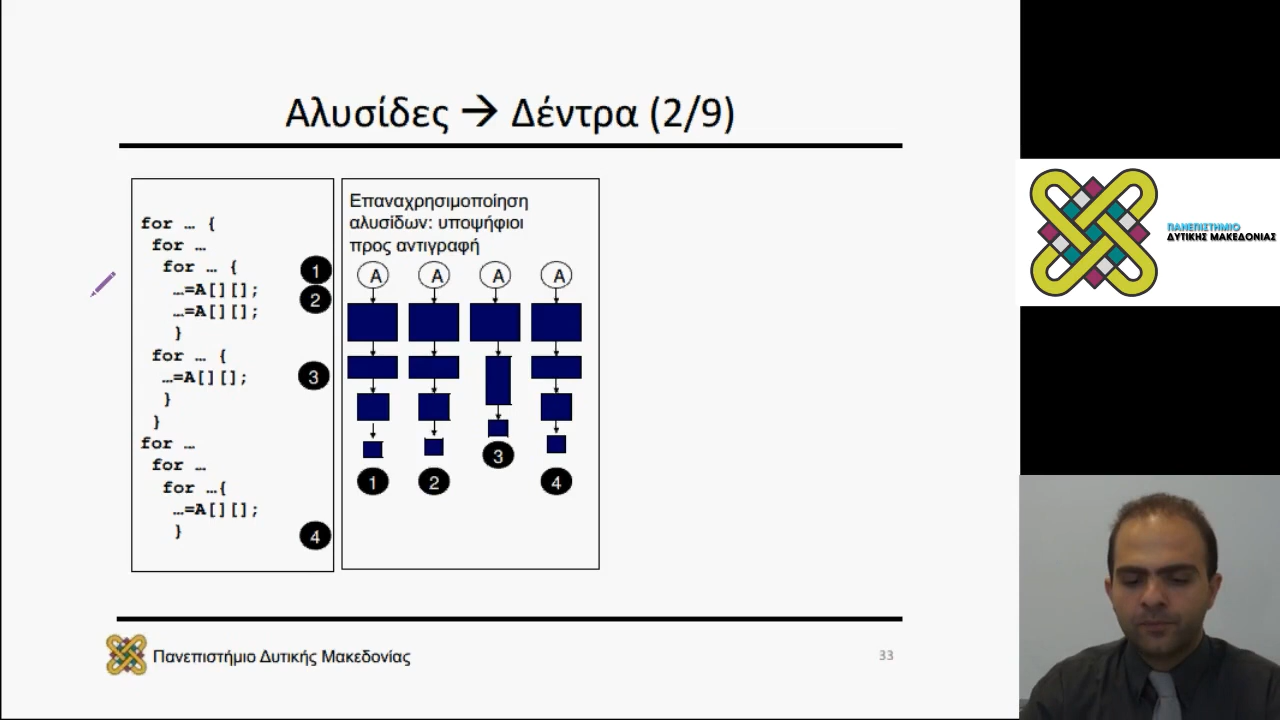 Αλυσίδες → Δέντρα (2/9)
for … {
for …
for … {
…=A[][];
…=A[][];
}
for … {
…=A[][];
}
}
for …
for …
for …{
…=A[][];
}
1
2
3
4
Επαναχρησιμοποίηση
αλυσίδων: υποψήφιοι
προς αντιγραφή
A A A A
1 2 3 4
Πανεπιστήμιο Δυτικής Μακεδονίας
33
ΠΑΝΕΠΙΣΤΗΜΙΟ
ΔΥΤΙΚΗΣ ΜΑΚΕΔΟΝΙΑΣ